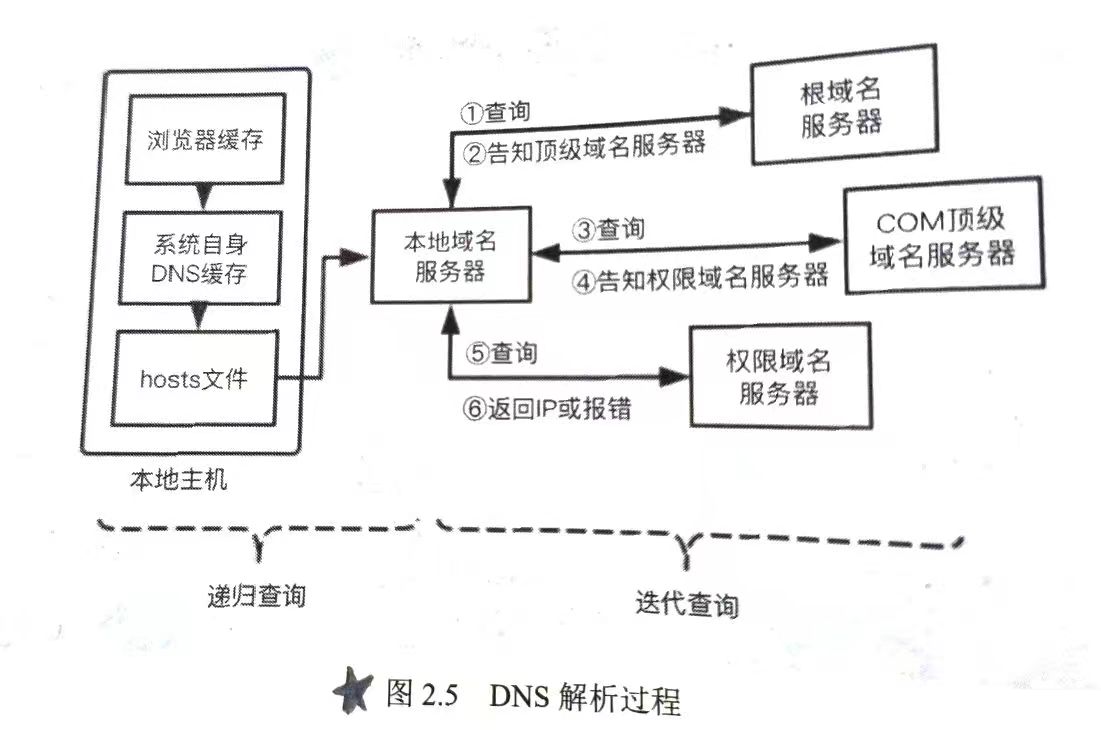 浏览器缓存
系统自身
DNS缓存
hosts文件
本地主机
本地域名
服务器
①查询
②告知顶级域名服务器
根域名
服务器
③查询
④告知权限域名服务器
COM顶级
域名服务器
⑤查询
⑥返回IP或报错
权限域名
服务器
递归查询
迭代查询
图 2.5 DNS 解析过程